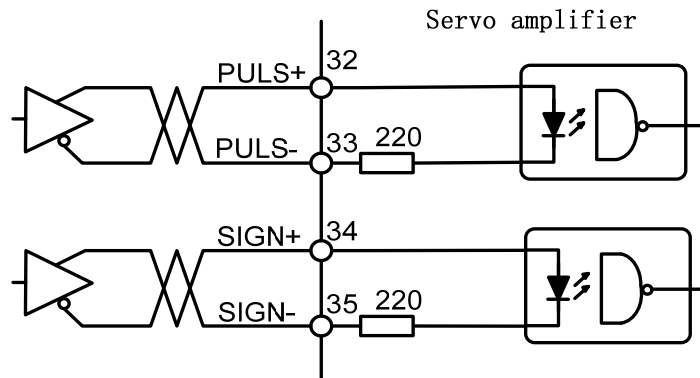 Servo amplifier
32
PULS+
33
220
PULS-
34
SIGN+
35
220
SIGN-